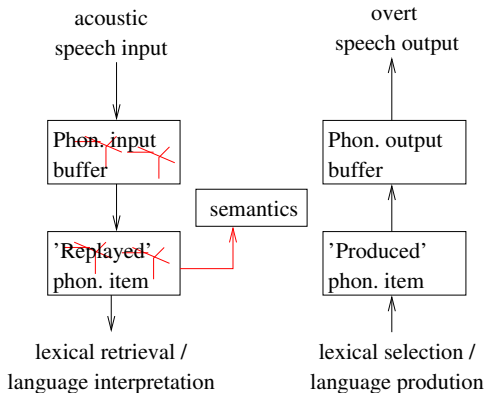 acoustic
speech input
Phon. input
buffer
'Replayed'
phon. item
lexical retrieval /
language interpretation
semantics
overt
speech output
Phon. output
buffer
'Produced'
phon. item
lexical selection /
language prodution